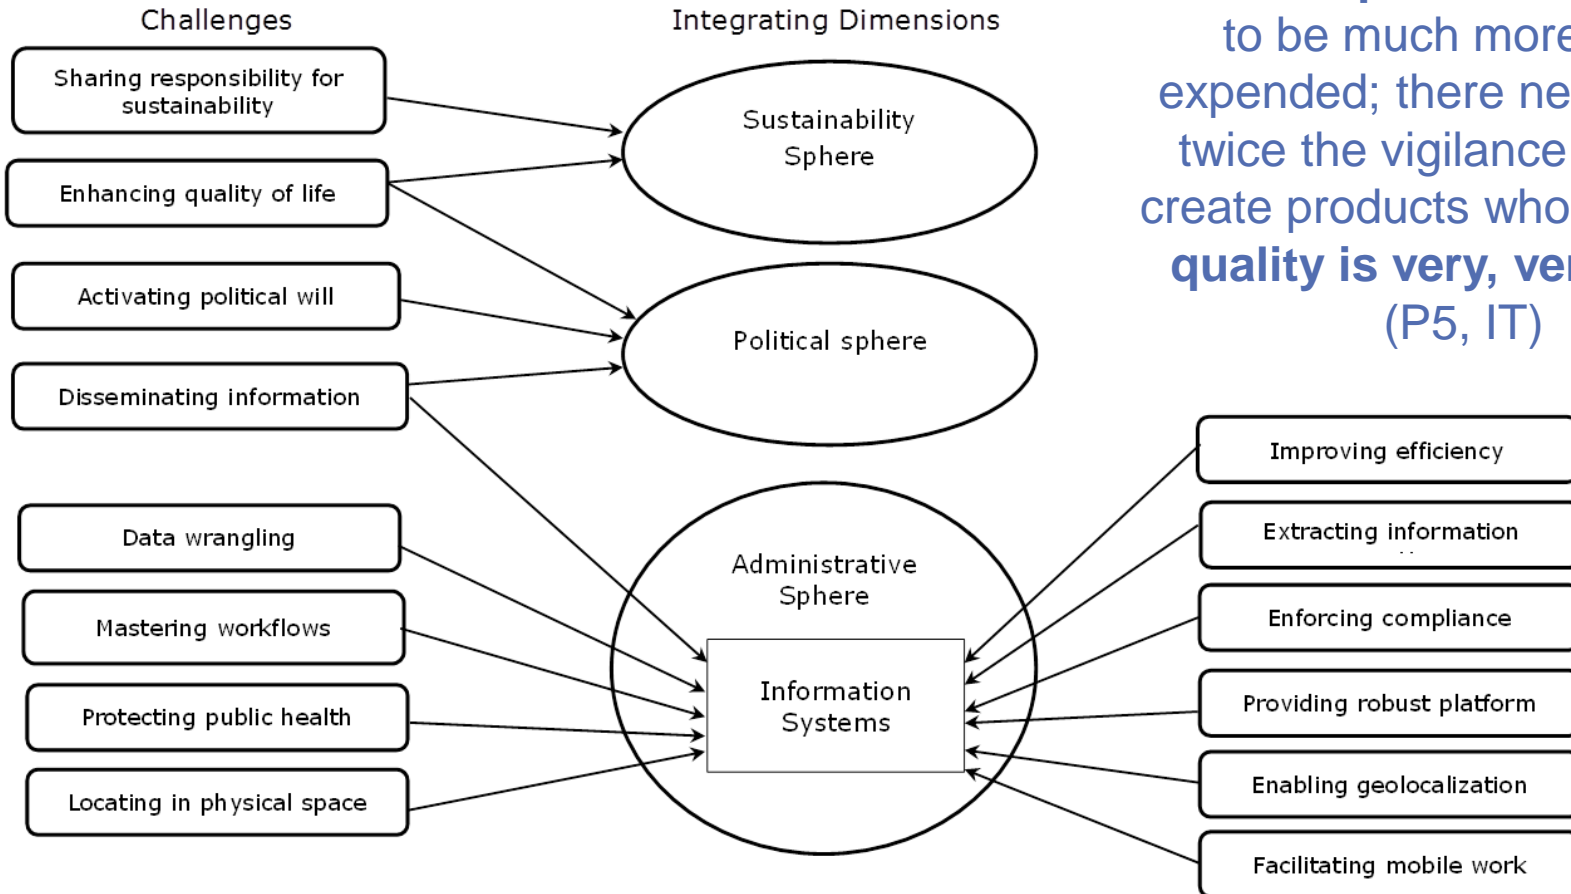 Challenges
Integrating Dimensions
Sharing responsibility for
sustainability
Enhancing quality of life
Activating political will
Disseminating information
Data wrangling
Mastering workflows
Protecting public health
Locating in physical space
Sustainability
Sphere
Political sphere
Administrative
Sphere
Information
Systems
to be much more
expended; there
twice the vigilance
create products
quality is very,
(P5, IT)
Improving efficiency
Extracting information
Enforcing compliance
Providing robust platform
Enabling geolocalization
Facilitating mobile work